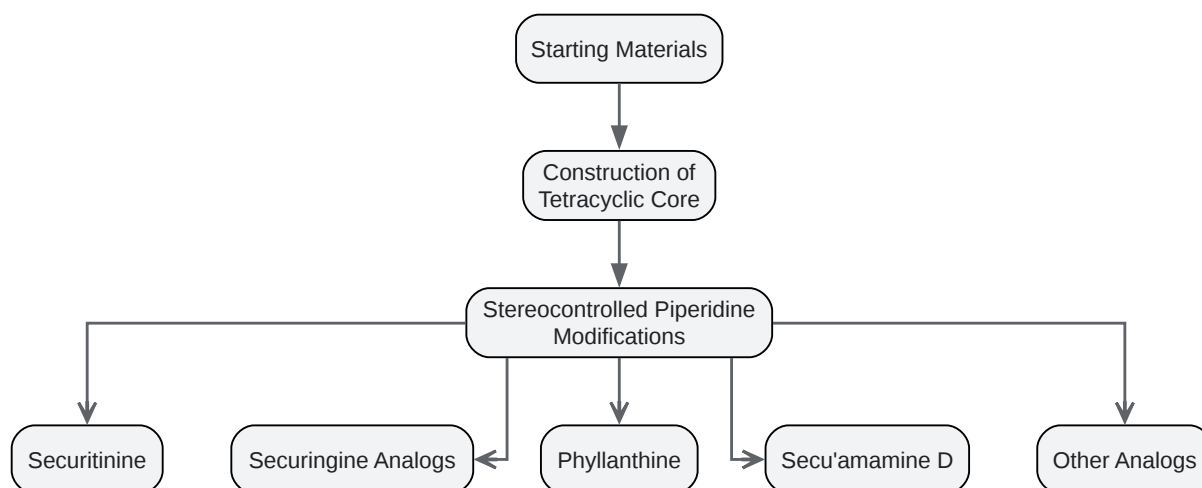 Starting Materials
Construction of
Tetracyclic Core
Stereocontrolled Piperidine
Modifications
Securitinine
Securingine Analogs
Phyllanthine
Secu'amamine D
Other Analogs